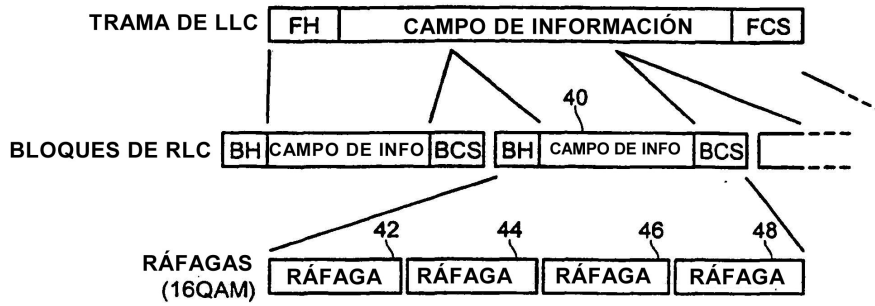 TRAMA DE LLC FH CAMPO DE INFORMACIÓN FCS
40
BLOQUES DE RLC BH CAMPO DE INFO BCS BH CAMPO DE INFO BCS
42 44 46 48
RÁFAGAS (16QAM) RÁFAGA RÁFAGA RÁFAGA RÁFAGA